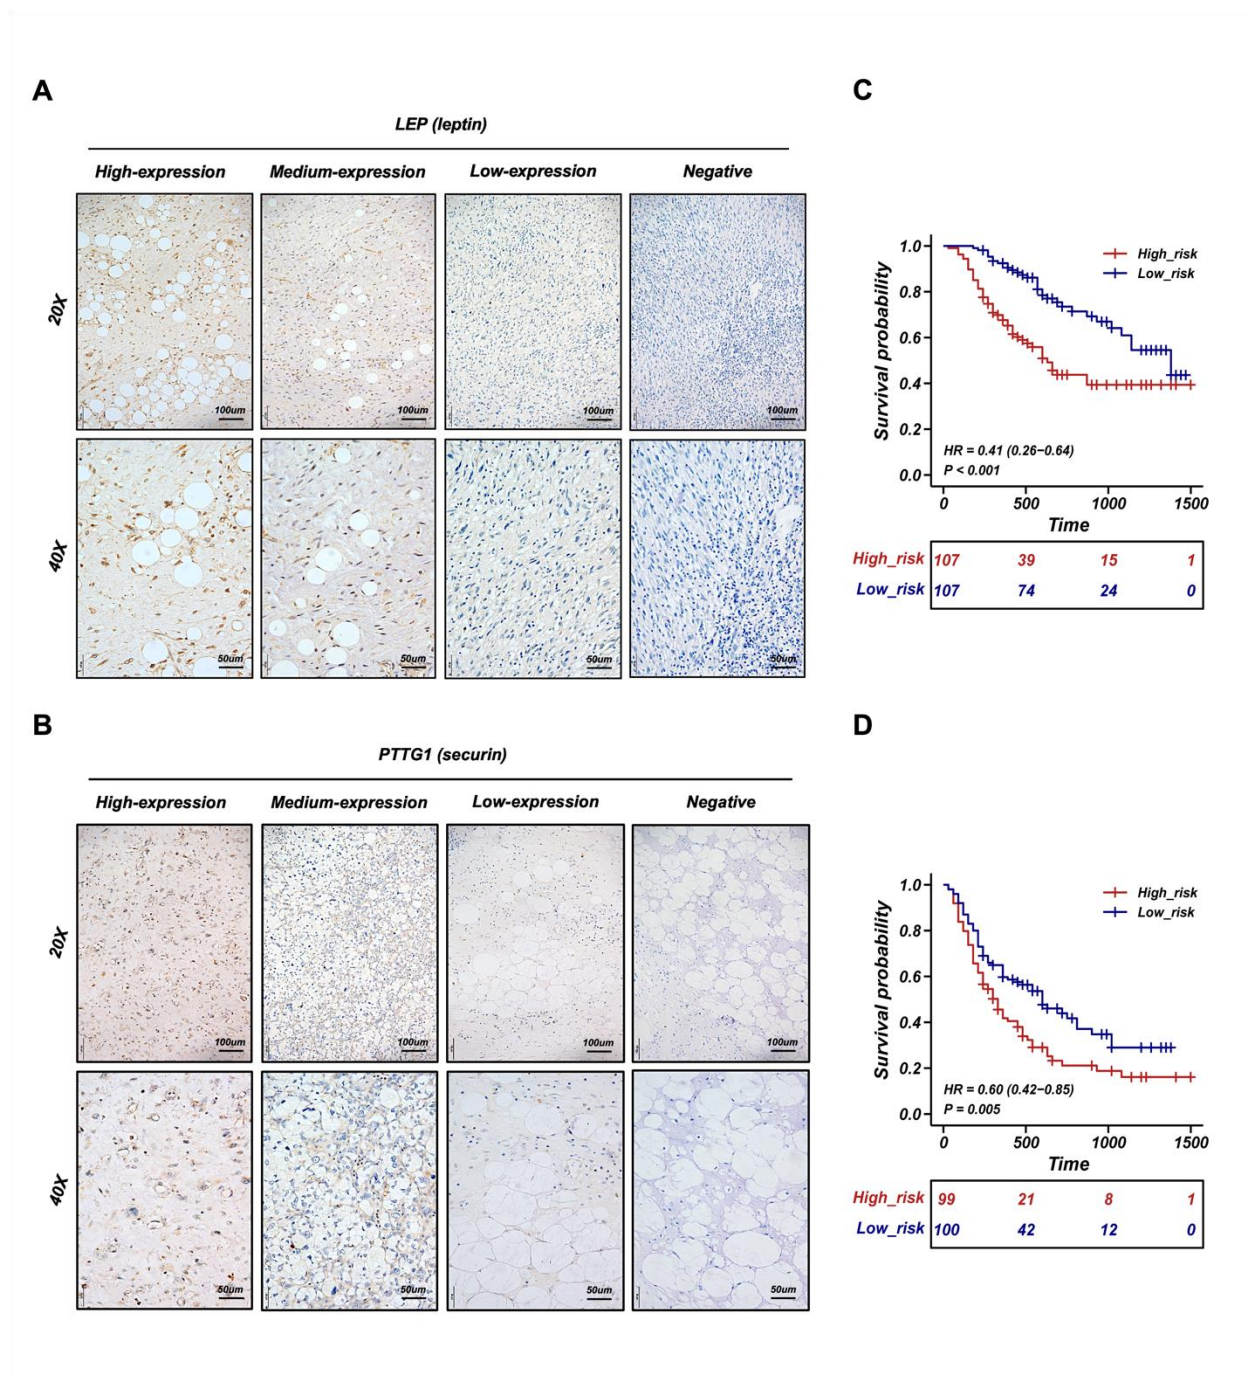 A
LEP (leptin)
High-expression Medium-expression Low-expression Negative
20X
100um 100um 100um 100um
40X
50um 50um 50um 50um
B
PTTG1 (securin)
High-expression Medium-expression Low-expression Negative
20X
100um 100um 100um 100um
40X
50um 50um 50um 50um
C
Survival probability
1.0
0.8
0.6
0.4
0.2
0.0
High_risk
Low_risk
HR = 0.41 (0.26−0.64)
P < 0.001
0 500 1000 1500
Time
High_risk 107 39 15 1
Low_risk 107 74 24 0
D
Survival probability
1.0
0.8
0.6
0.4
0.2
0.0
High_risk
Low_risk
HR = 0.60 (0.42−0.85)
P = 0.005
0 500 1000 1500
Time
High_risk 99 21 8 1
Low_risk 100 42 12 0